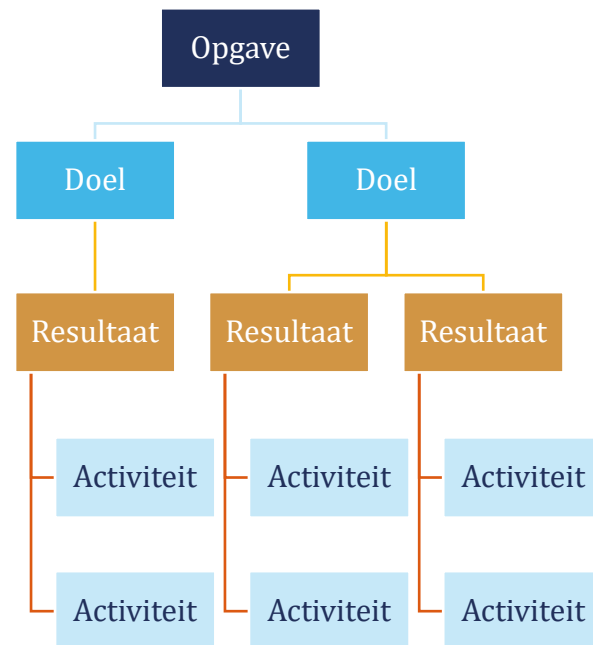 Opgave
Doel
Doel
Resultaat
Resultaat
Resultaat
Activiteit
Activiteit
Activiteit
Activiteit
Activiteit
Activiteit